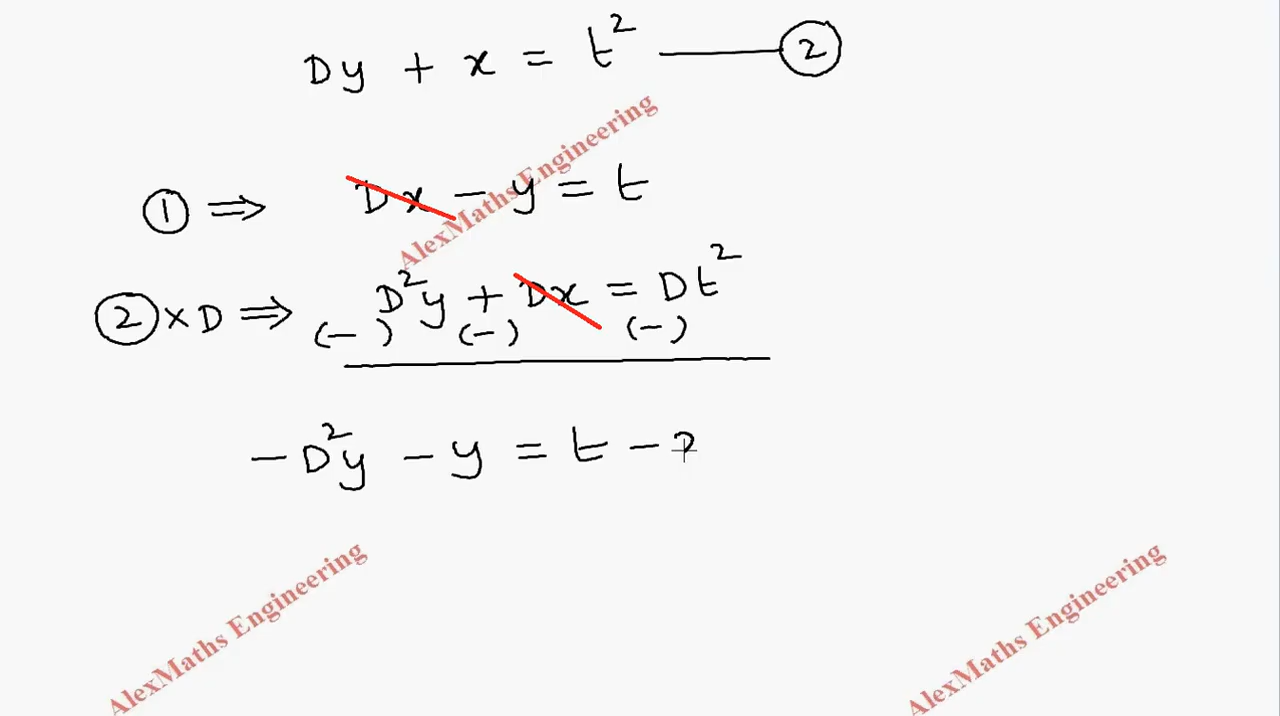 Dy + x = t² —— ②
① ⇒ Dx - y = t
② × D ⇒ D²y + Dx = Dt²
(-) (-) (-)
-D²y - y = t -
AlexMaths Engineering
AlexMaths Engineering
AlexMaths Engineering